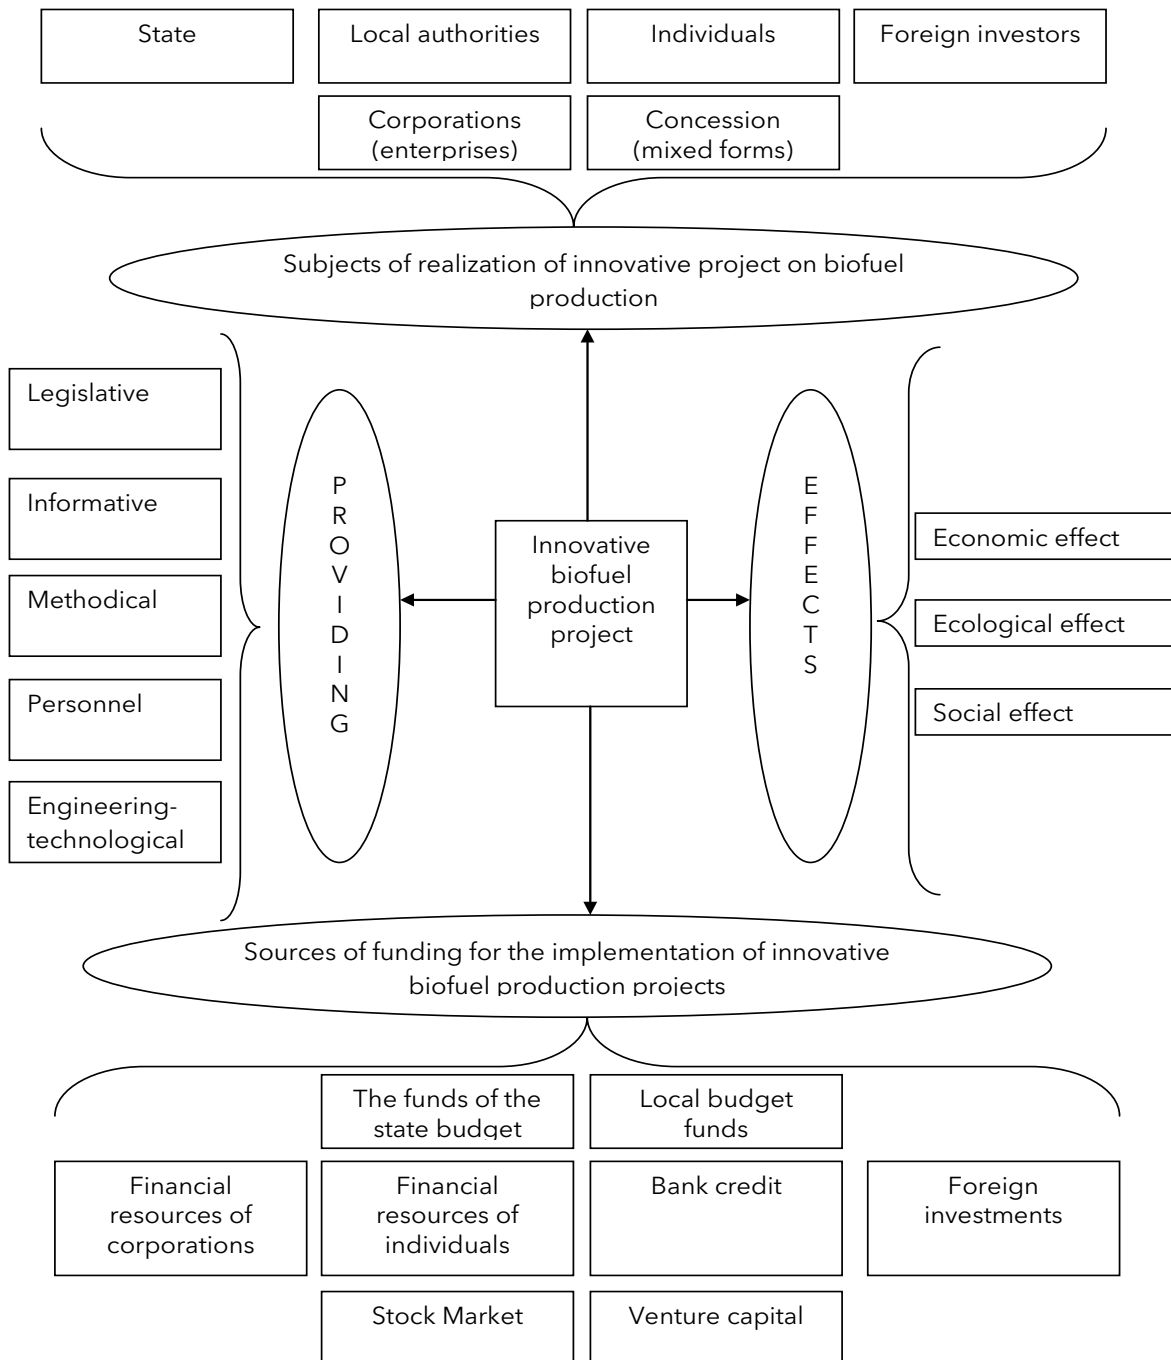 State
Local authorities
Individuals
Foreign investors
Corporations
(enterprises)
Concession
(mixed forms)
Subjects of realization of innovative project on biofuel
production
Legislative
Informative
Methodical
Personnel
Engineering-
technological
P
R
O
V
I
D
I
N
G
Innovative
biofuel
production
project
E
F
F
E
C
T
S
Economic effect
Ecological effect
Social effect
Sources of funding for the implementation of innovative
biofuel production projects
The funds of the
state budget
Local budget
funds
Financial
resources of
corporations
Financial
resources of
individuals
Bank credit
Foreign
investments
Stock Market
Venture capital